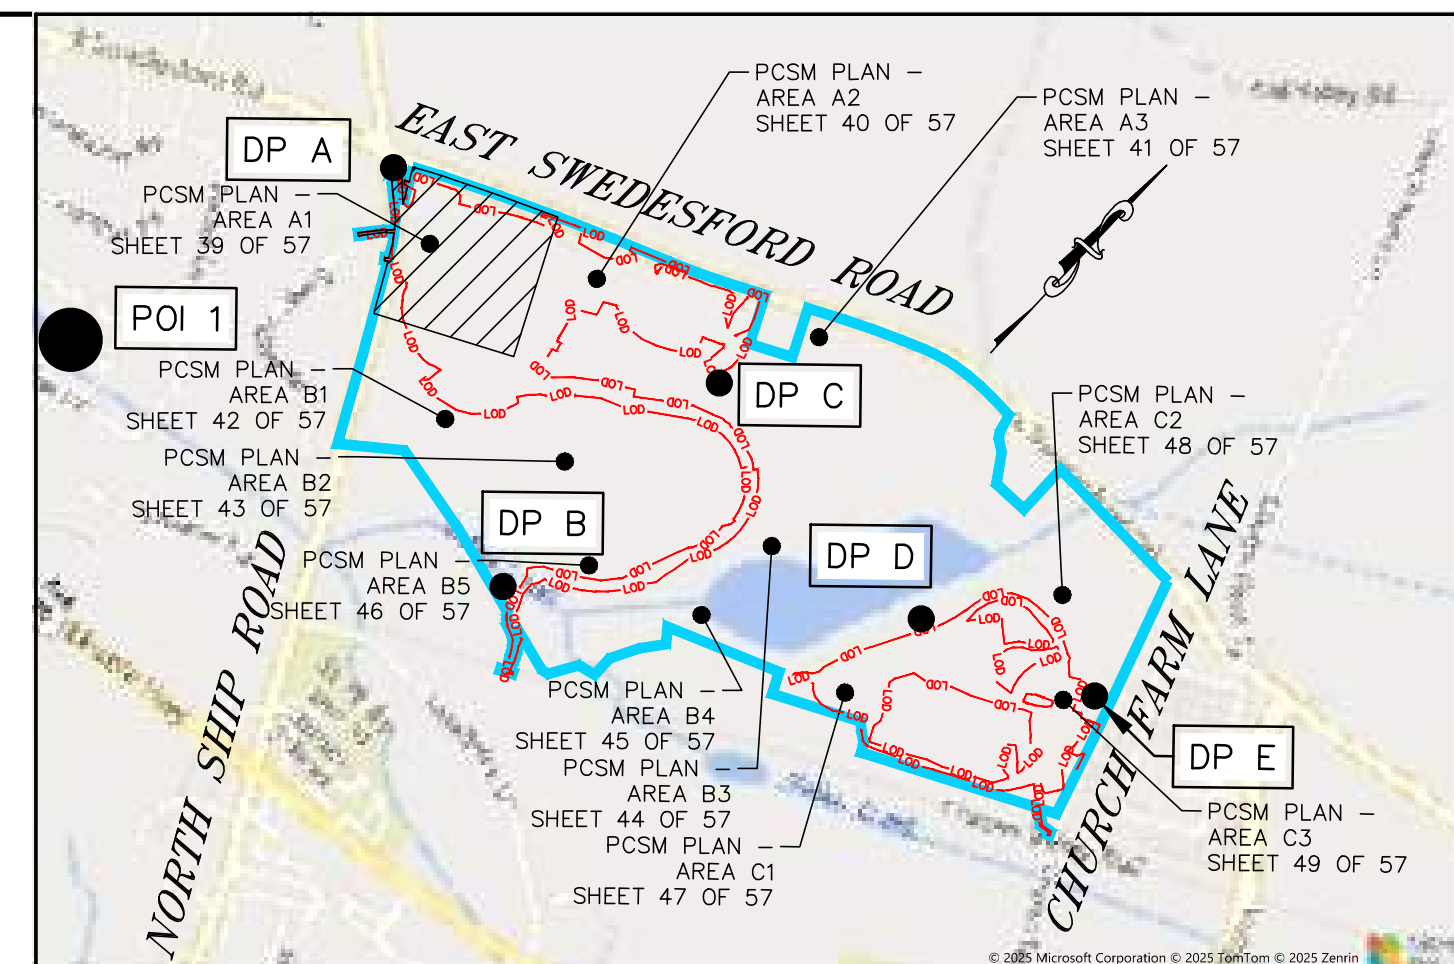 PCSM PLAN –
AREA A2
SHEET 40 OF 57
PCSM PLAN –
AREA A3
SHEET 41 OF 57
EAST SWEDESFORD ROAD
DP A
PCSM PLAN –
AREA A1
SHEET 39 OF 57
POI 1
PCSM PLAN –
AREA B1
SHEET 42 OF 57
DP C
PCSM PLAN –
AREA C2
SHEET 48 OF 57
PCSM PLAN –
AREA B2
SHEET 43 OF 57
DP B
DP D
PCSM PLAN –
AREA B5
SHEET 46 OF 57
NORTH SHIP ROAD
CHURCH FARM LANE
PCSM PLAN –
AREA B4
SHEET 45 OF 57
DP E
PCSM PLAN –
AREA B3
SHEET 44 OF 57
PCSM PLAN –
AREA C3
SHEET 49 OF 57
PCSM PLAN –
AREA C1
SHEET 47 OF 57
LOD
© 2025 Microsoft Corporation © 2025 TomTom © 2025 Zenrin